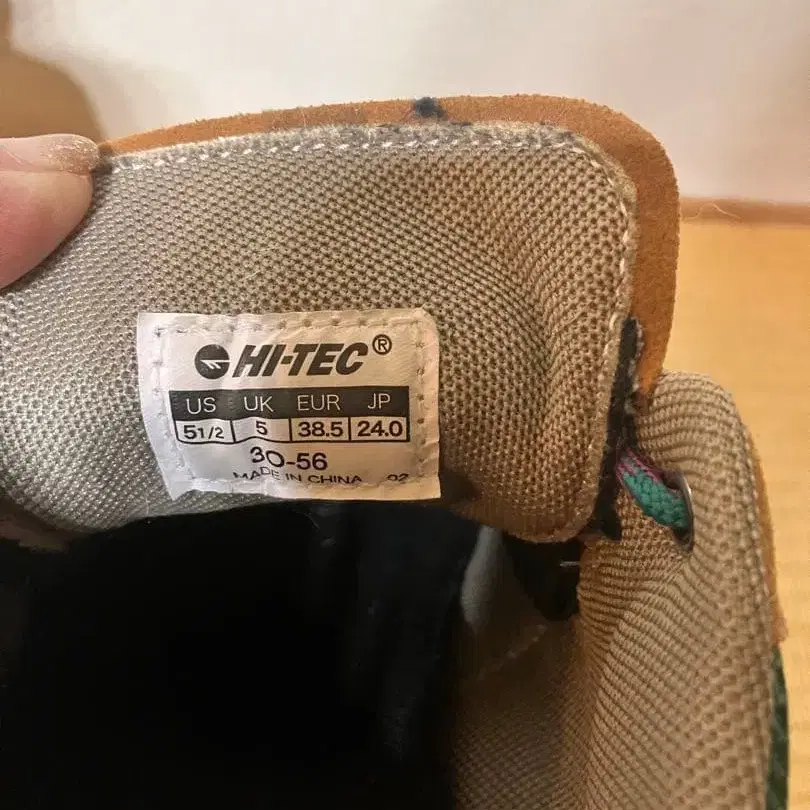 HI-TEC®
US UK EUR JP
5 1/2 5 38.5 24.0
30-56
MADE IN CHINA 02